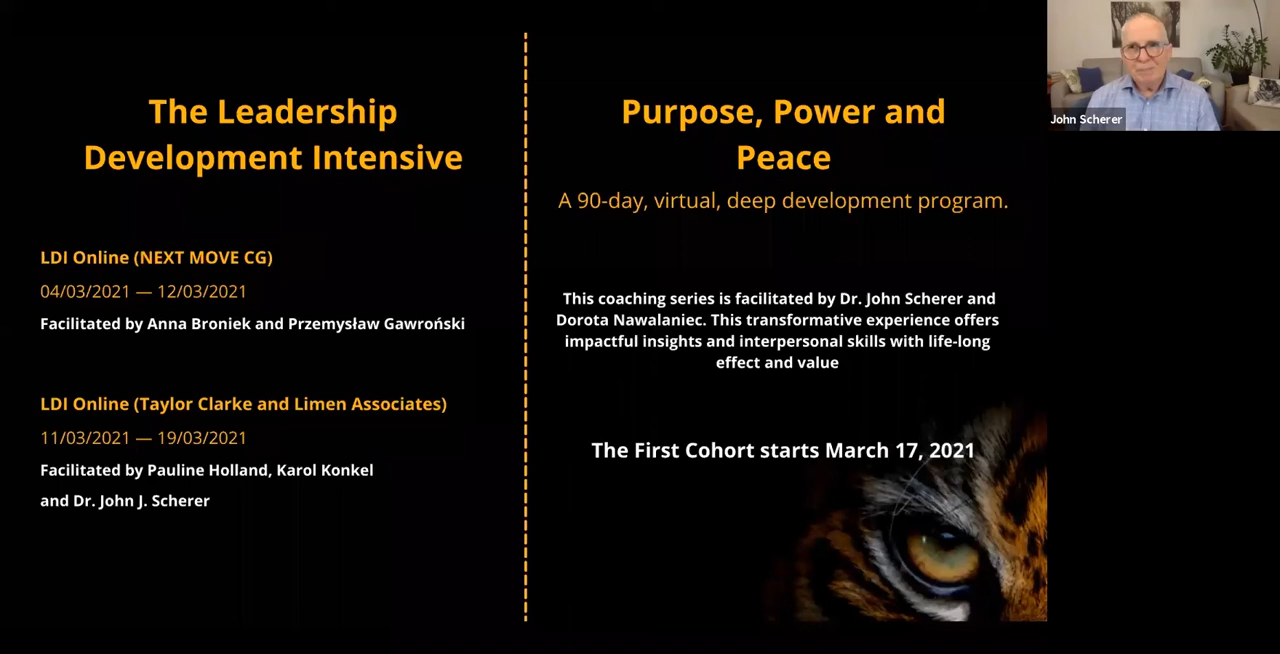 The Leadership
Development Intensive
LDI Online (NEXT MOVE CG)
04/03/2021 — 12/03/2021
Facilitated by Anna Broniek and Przemysław Gawroński
LDI Online (Taylor Clarke and Limen Associates)
11/03/2021 — 19/03/2021
Facilitated by Pauline Holland, Karol Konkel
and Dr. John J. Scherer
Purpose, Power and
Peace
A 90-day, virtual, deep development program.
This coaching series is facilitated by Dr. John Scherer and
Dorota Nawalaniec. This transformative experience offers
impactful insights and interpersonal skills with life-long
effect and value
The First Cohort starts March 17, 2021
John Scherer